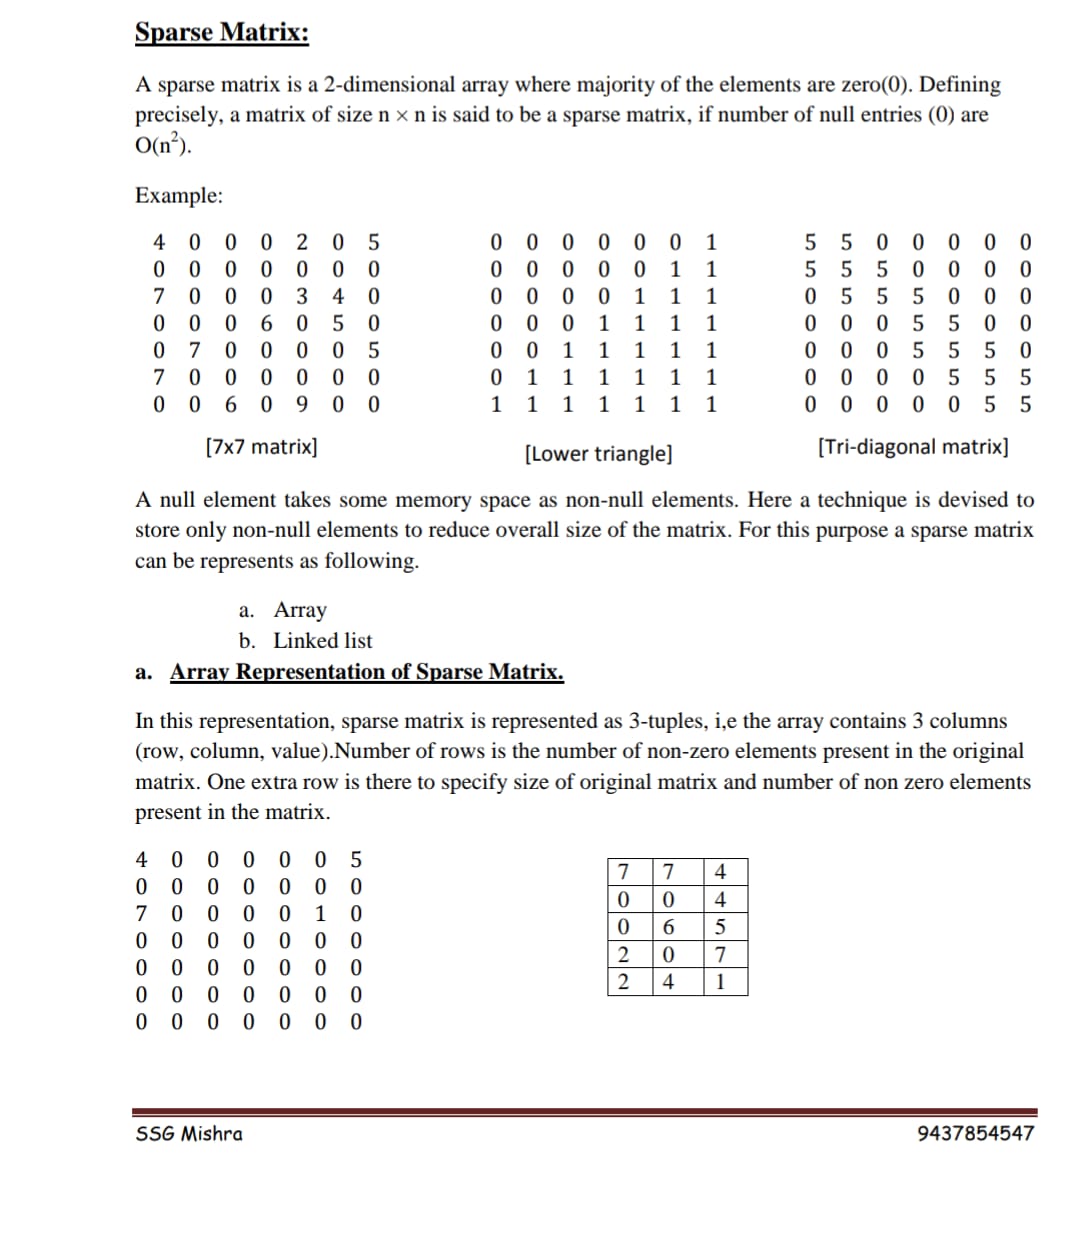 Sparse Matrix:
A sparse matrix is a 2-dimensional array where majority of the elements are zero(0). Defining
precisely, a matrix of size n × n is said to be a sparse matrix, if number of null entries (0) are
O(n²).
Example:
4 0 0 0 2 0 5
0 0 0 0 0 0 0
7 0 0 0 3 4 0
0 0 0 6 0 5 0
0 7 0 0 0 0 5
7 0 0 0 0 0 0
0 0 6 0 9 0 0
[7x7 matrix]
0 0 0 0 0 0 1
0 0 0 0 0 1 1
0 0 0 0 1 1 1
0 0 0 1 1 1 1
0 0 1 1 1 1 1
0 1 1 1 1 1 1
1 1 1 1 1 1 1
[Lower triangle]
5 5 0 0 0 0 0
5 5 5 0 0 0 0
0 5 5 5 0 0 0
0 0 0 5 5 0 0
0 0 0 5 5 5 0
0 0 0 0 5 5 5
0 0 0 0 0 5 5
[Tri-diagonal matrix]
A null element takes some memory space as non-null elements. Here a technique is devised to
store only non-null elements to reduce overall size of the matrix. For this purpose a sparse matrix
can be represents as following.
a. Array
b. Linked list
a. Array Representation of Sparse Matrix.
In this representation, sparse matrix is represented as 3-tuples, i,e the array contains 3 columns
(row, column, value).Number of rows is the number of non-zero elements present in the original
matrix. One extra row is there to specify size of original matrix and number of non zero elements
present in the matrix.
4 0 0 0 0 0 5
0 0 0 0 0 0 0
7 0 0 0 0 1 0
0 0 0 0 0 0 0
0 0 0 0 0 0 0
0 0 0 0 0 0 0
0 0 0 0 0 0 0
7 7 4
0 0 4
0 6 5
2 0 7
2 4 1
SSG Mishra 9437854547